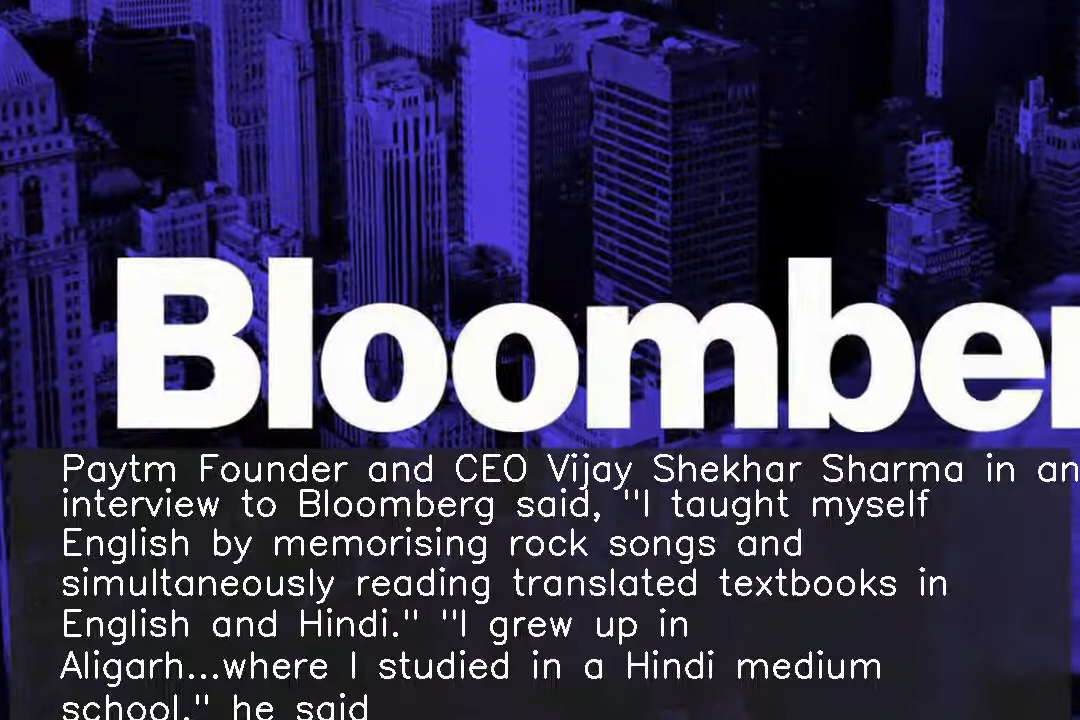 Bloomber
Paytm Founder and CEO Vijay Shekhar Sharma in an
interview to Bloomberg said, "I taught myself
English by memorising rock songs and
simultaneously reading translated textbooks in
English and Hindi." "I grew up in
Aligarh...where I studied in a Hindi medium
school," he said